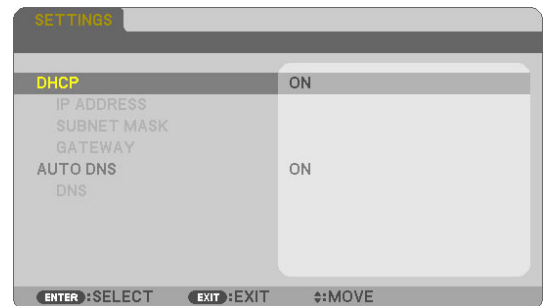 SETTINGS
DHCP ON
IP ADDRESS
SUBNET MASK
GATEWAY
AUTO DNS ON
DNS
ENTER :SELECT EXIT :EXIT :MOVE